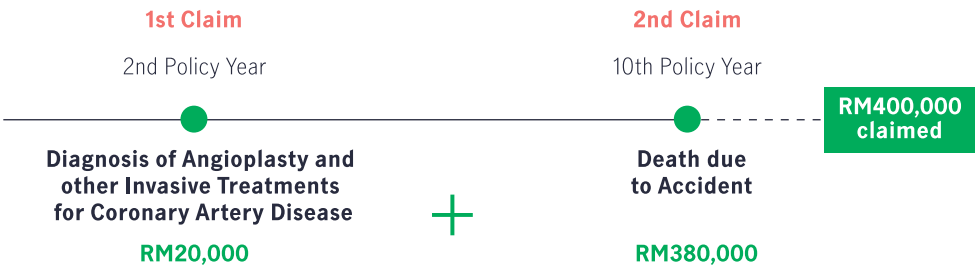 1st Claim
2nd Policy Year
Diagnosis of Angioplasty and
other Invasive Treatments
for Coronary Artery Disease
RM20,000
+
2nd Claim
10th Policy Year
Death due
to Accident
RM380,000
RM400,000
claimed